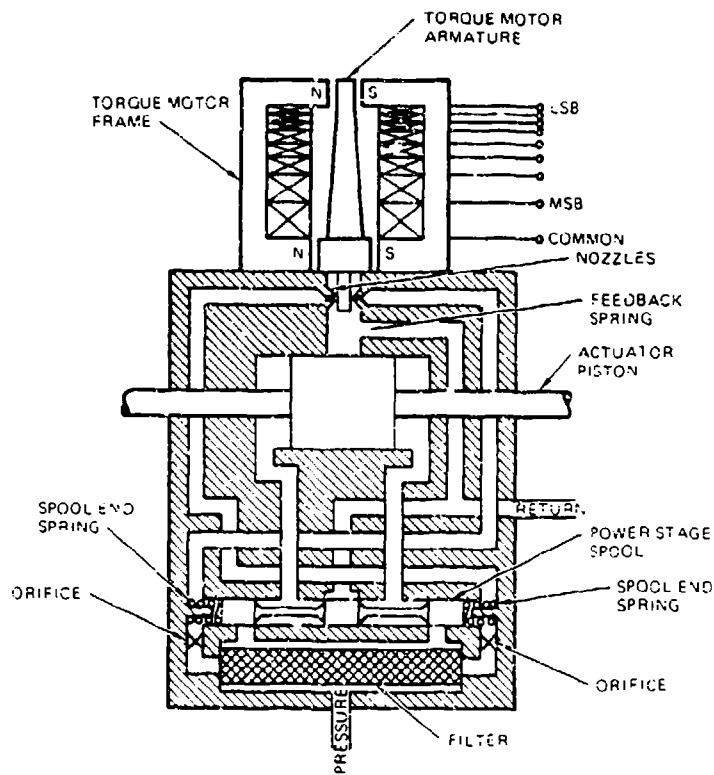 TORQUE MOTOR
ARMATURE
TORQUE MOTOR
FRAME
N
S
LSB
MSB
N
S
COMMON
NOZZLES
FEEDBACK
SPRING
ACTUATOR
PISTON
SPOOL END
SPRING
RETURN
POWER STAGE
SPOOL
ORIFICE
SPOOL END
SPRING
ORIFICE
PRESSURE
FILTER